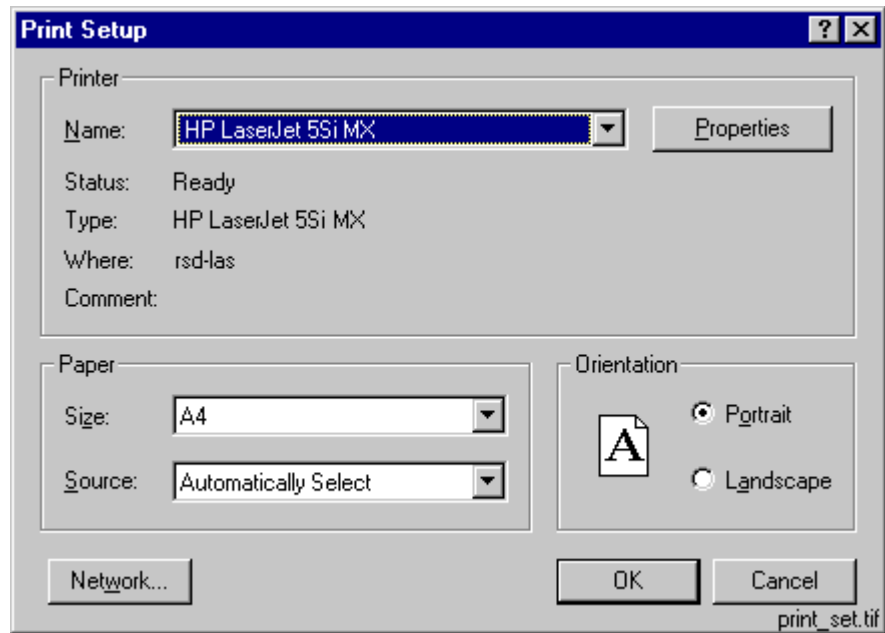 Print Setup
Printer
Name: HP LaserJet 5Si MX Properties
Status: Ready
Type: HP LaserJet 5Si MX
Where: rsd-las
Comment:
Paper
Size: A4
Source: Automatically Select
Orientation
A
Portrait
Landscape
Network... OK Cancel
print_set.tif